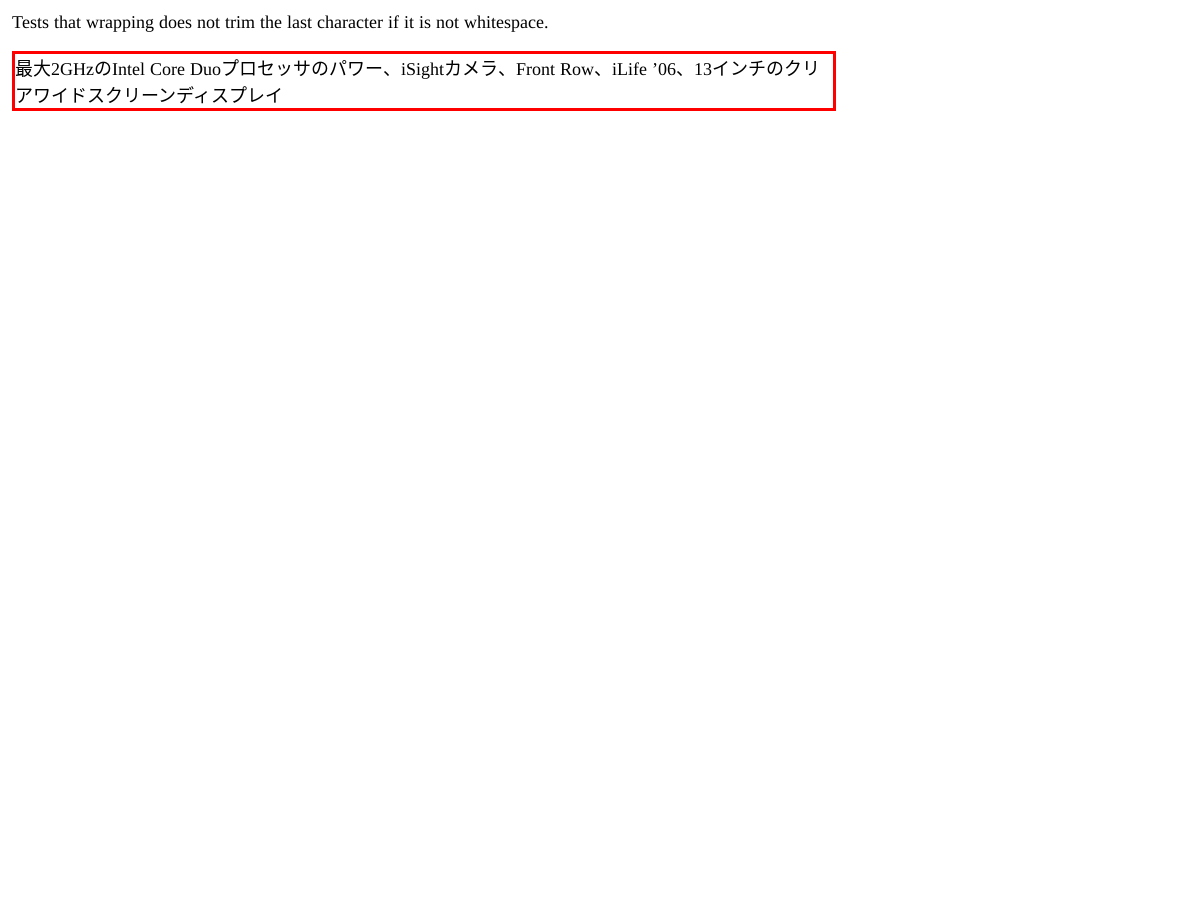 Tests that wrapping does not trim the last character if it is not whitespace.
最大2GHzのIntel Core Duoプロセッサのパワー、iSightカメラ、Front Row、iLife ’06、13インチのクリ
アワイドスクリーンディスプレイ